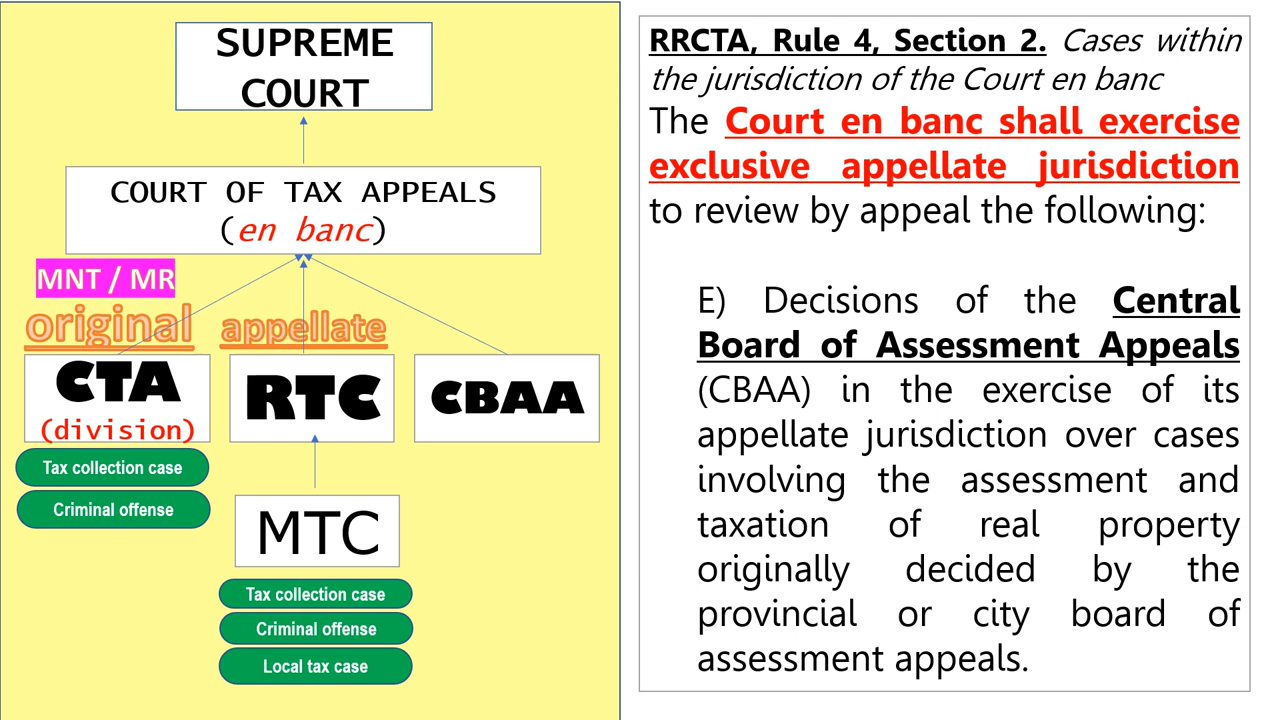 SUPREME
COURT
COURT OF TAX APPEALS
(en banc)
MNT / MR
original
appellate
CTA
(division)
RTC
CBAA
Tax collection case
Criminal offense
MTC
Tax collection case
Criminal offense
Local tax case
RRCTA, Rule 4, Section 2. Cases within
the jurisdiction of the Court en banc
The Court en banc shall exercise
exclusive appellate jurisdiction
to review by appeal the following:
E) Decisions of the Central
Board of Assessment Appeals
(CBAA) in the exercise of its
appellate jurisdiction over cases
involving the assessment and
taxation of real property
originally decided by the
provincial or city board of
assessment appeals.